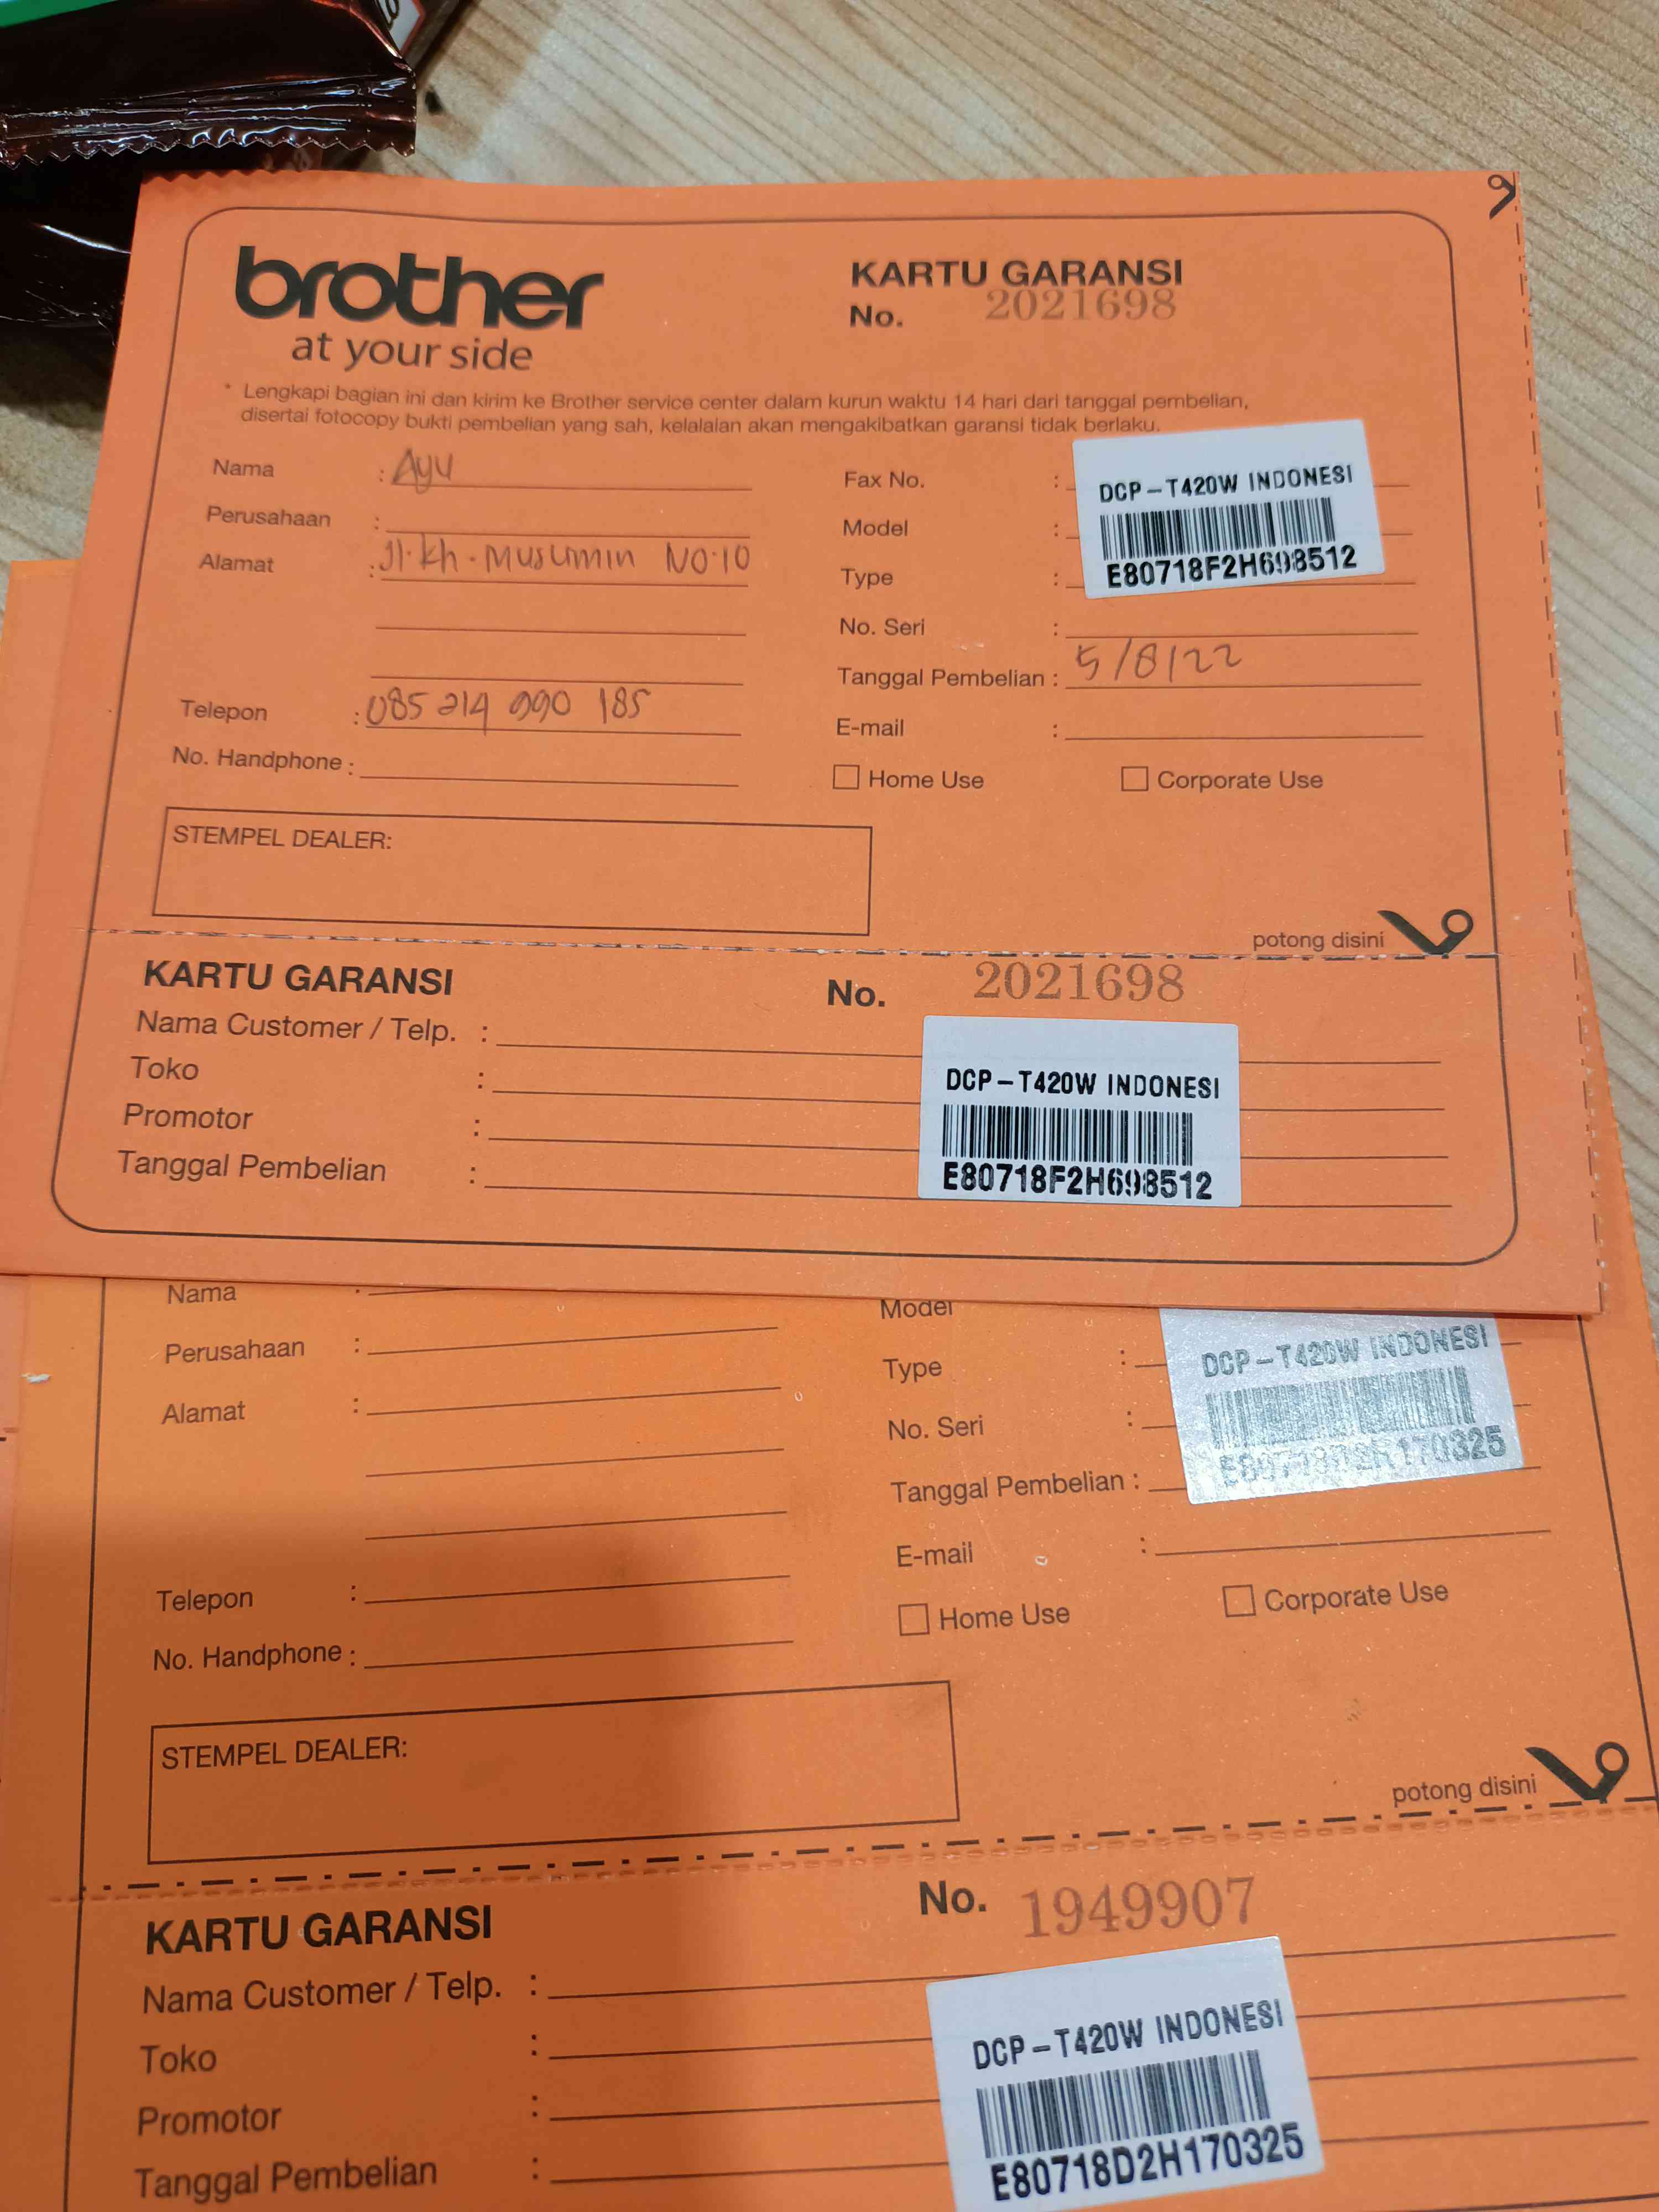 brother
at your side
KARTU GARANSI
No. 2021698
* Lengkapi bagian ini dan kirim ke Brother service center dalam kurun waktu 14 hari dari tanggal pembelian,
disertai fotocopy bukti pembelian yang sah, kelalaian akan mengakibatkan garansi tidak berlaku.
Nama : Ayu
Perusahaan :
Alamat : Jl. Kh. Muslimin No.10
Telepon : 085 214 990 185
No. Handphone :
Fax No. :
Model :
Type :
DCP-T420W INDONESI
E80718F2H698512
No. Seri :
Tanggal Pembelian : 5/8/22
E-mail :
Home Use Corporate Use
STEMPEL DEALER:
potong disini
KARTU GARANSI No. 2021698
Nama Customer / Telp. :
Toko :
Promotor :
Tanggal Pembelian :
DCP-T420W INDONESI
E80718F2H698512
Nama :
Perusahaan :
Alamat :
Telepon :
No. Handphone :
Model
Type :
No. Seri :
DCP-T420W INDONESI
E80718D2H170325
Tanggal Pembelian :
E-mail :
Home Use Corporate Use
STEMPEL DEALER:
potong disini
KARTU GARANSI No. 1949907
Nama Customer / Telp. :
Toko :
Promotor :
Tanggal Pembelian :
DCP-T420W INDONESI
E80718D2H170325